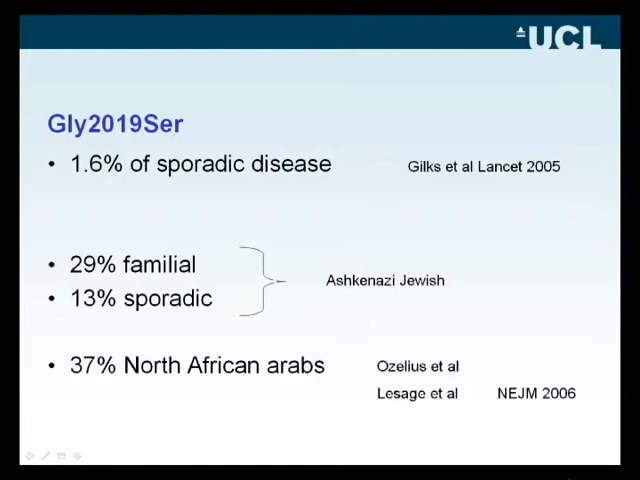 UCL
Gly2019Ser
• 1.6% of sporadic disease Gilks et al Lancet 2005
• 29% familial
• 13% sporadic
Ashkenazi Jewish
• 37% North African arabs Ozelius et al
Lesage et al NEJM 2006